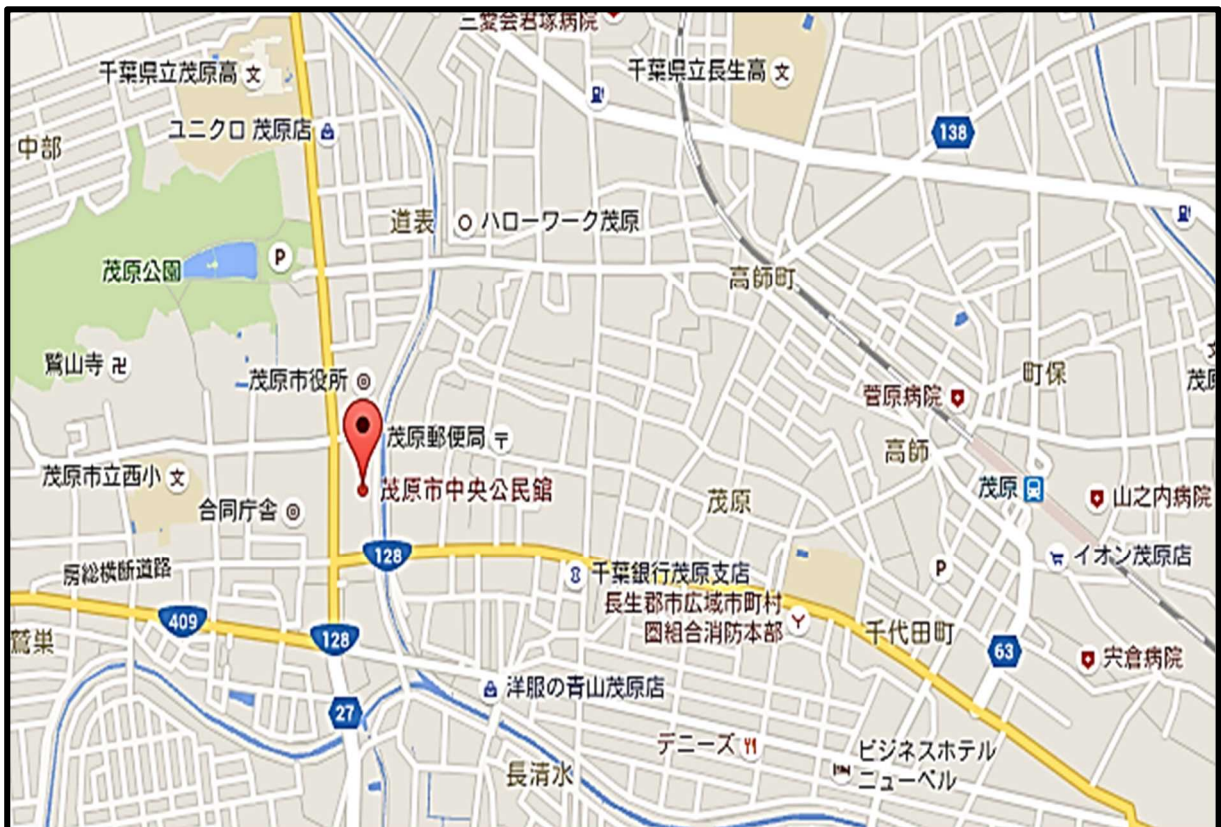 三愛会君塚病院
千葉県立茂原高
千葉県立長生高
ユニクロ 茂原店
138
中部
道表
ハローワーク茂原
P
茂原公園
高師町
鷲山寺
卍
茂原市役所
町保
茂原
菅原病院
茂原郵便局
〒
高師
茂原市立西小
文
茂原市中央公民館
茂原
茂原
山之内病院
合同庁舎
128
イオン茂原店
房総横断道路
千葉銀行茂原支店
P
長生郡市広域市町村
圏組合消防本部
409
128
千代田町
63
鷲巣
宍倉病院
洋服の青山茂原店
27
デニーズ
ビジネスホテル
ニューベル
長清水